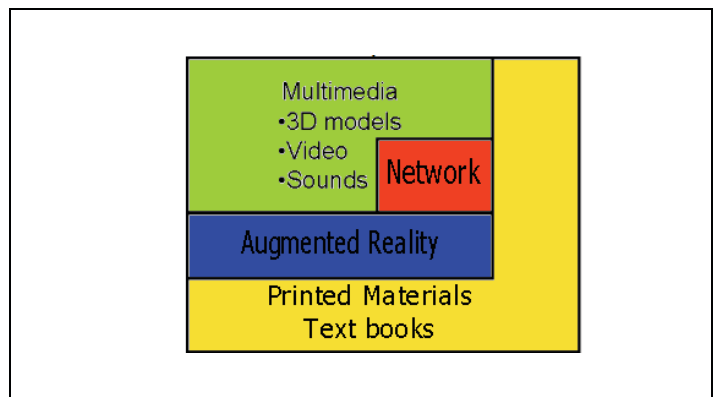 Multimedia
•3D models
•Video
•Sounds
Network
Augmented Reality
Printed Materials
Text books